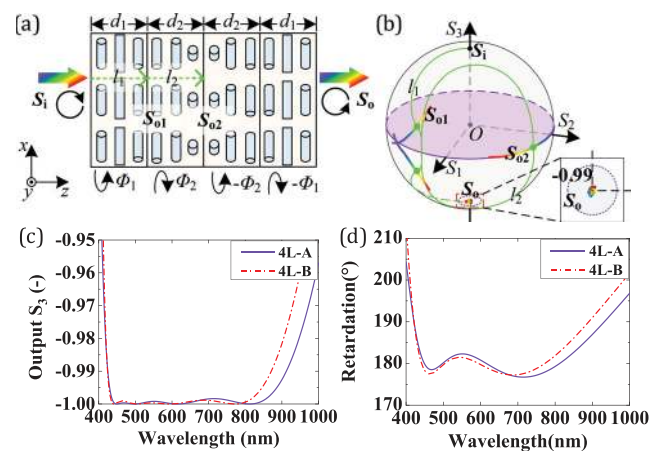 (a)
d₁ d₂ d₂ d₁
l₁ l₂
Sᵢ Sₒ₁ Sₒ₂ Sₒ
x
y z
Φ₁ Φ₂ -Φ₂ -Φ₁
(b)
S₃
Sᵢ
l₁
Sₒ₁ S₂
O
S₁ Sₒ₂
Sₒ l₂
-0.99
Sₒ
(c)
4L-A
4L-B
Output S₃ (-)
-0.95
-0.96
-0.97
-0.98
-0.99
-1.00
400 500 600 700 800 900 1000
Wavelength (nm)
(d)
4L-A
4L-B
Retardation(°)
210
200
190
180
170
400 500 600 700 800 900 1000
Wavelength(nm)